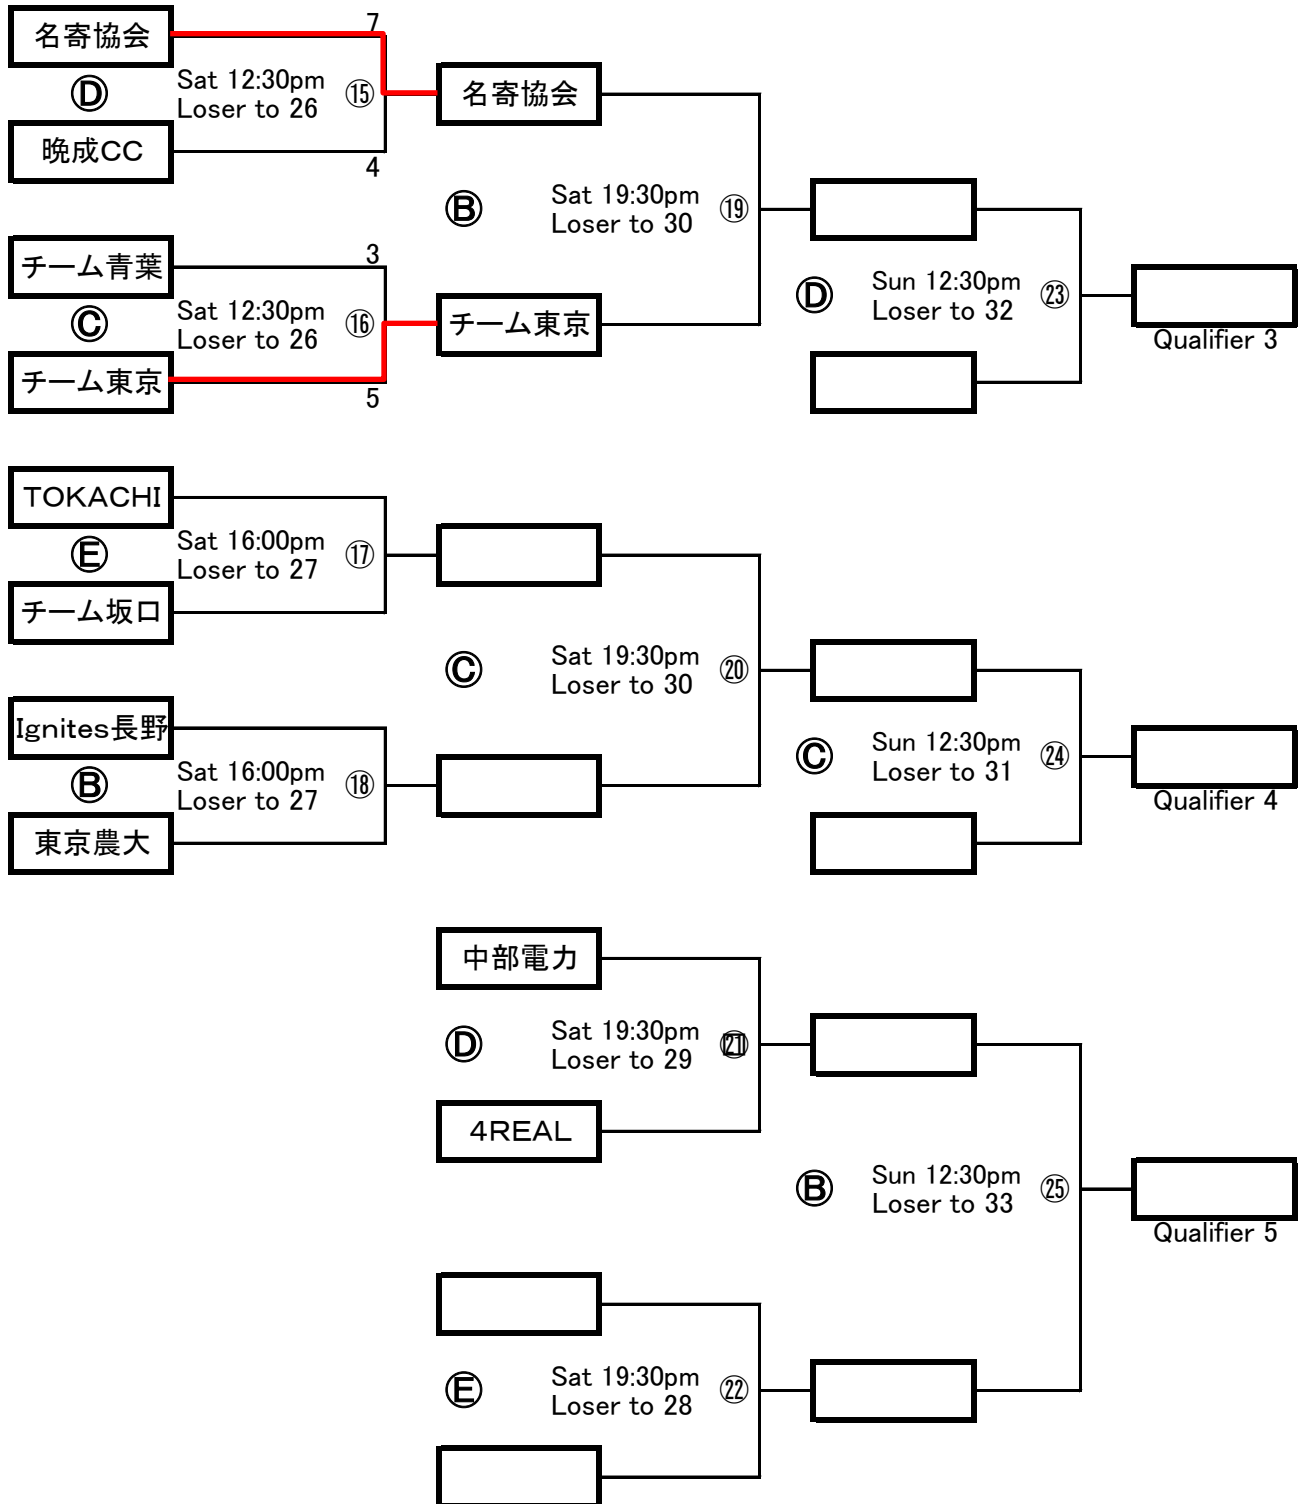 名寄協会
7
Ⓓ
Sat 12:30pm
Loser to 26
⑮
名寄協会
晩成CC
4
Ⓑ
Sat 19:30pm
Loser to 30
⑲
チーム青葉
3
Ⓒ
Sat 12:30pm
Loser to 26
⑯
チーム東京
チーム東京
5
Ⓓ
Sun 12:30pm
Loser to 32
㉓
Qualifier 3
TOKACHI
Ⓔ
Sat 16:00pm
Loser to 27
⑰
チーム坂口
Ⓒ
Sat 19:30pm
Loser to 30
⑳
Ignites長野
Ⓑ
Sat 16:00pm
Loser to 27
⑱
東京農大
Ⓒ
Sun 12:30pm
Loser to 31
㉔
Qualifier 4
中部電力
Ⓓ
Sat 19:30pm
Loser to 29
㉑
4REAL
Ⓑ
Sun 12:30pm
Loser to 33
㉕
Qualifier 5
Ⓔ
Sat 19:30pm
Loser to 28
㉒